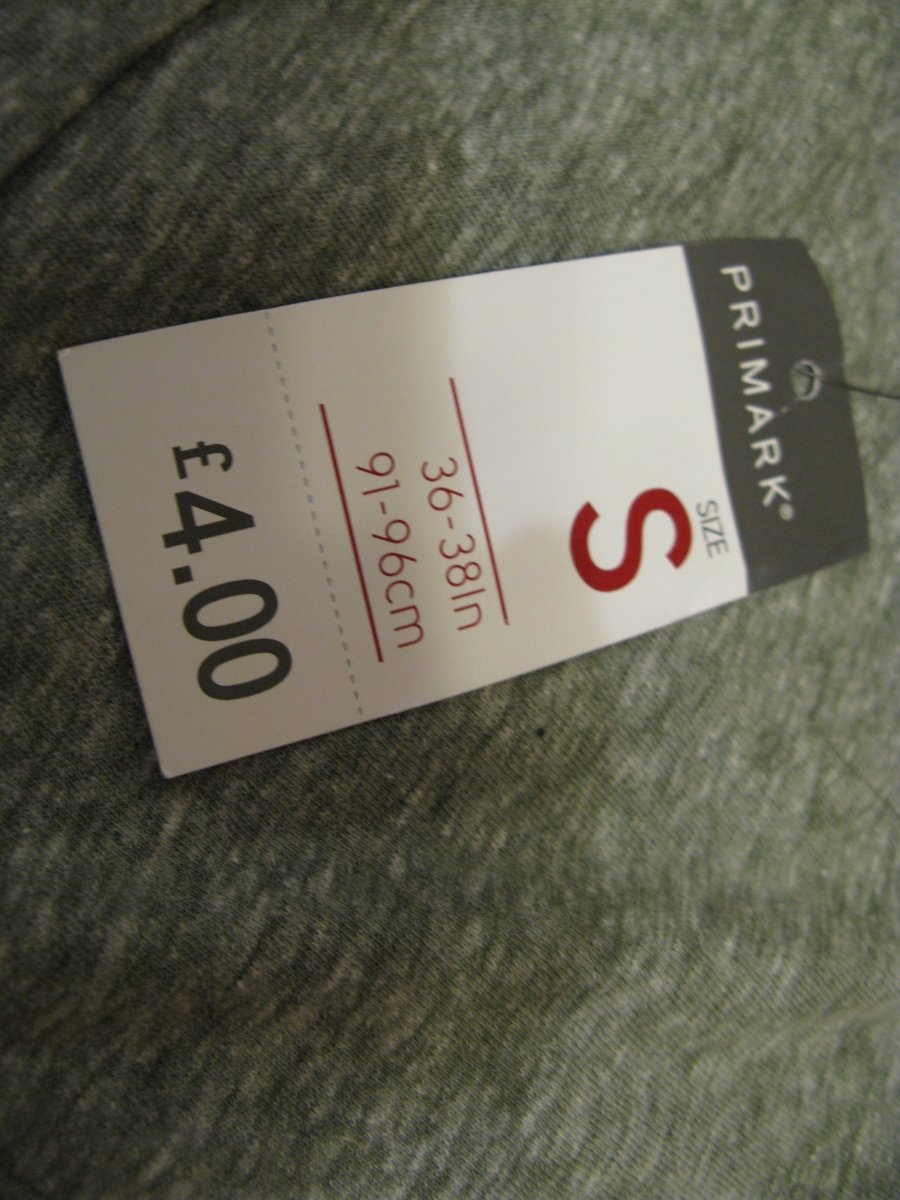 PRIMARK®
SIZE
S
36-38In
91-96cm
£4.00